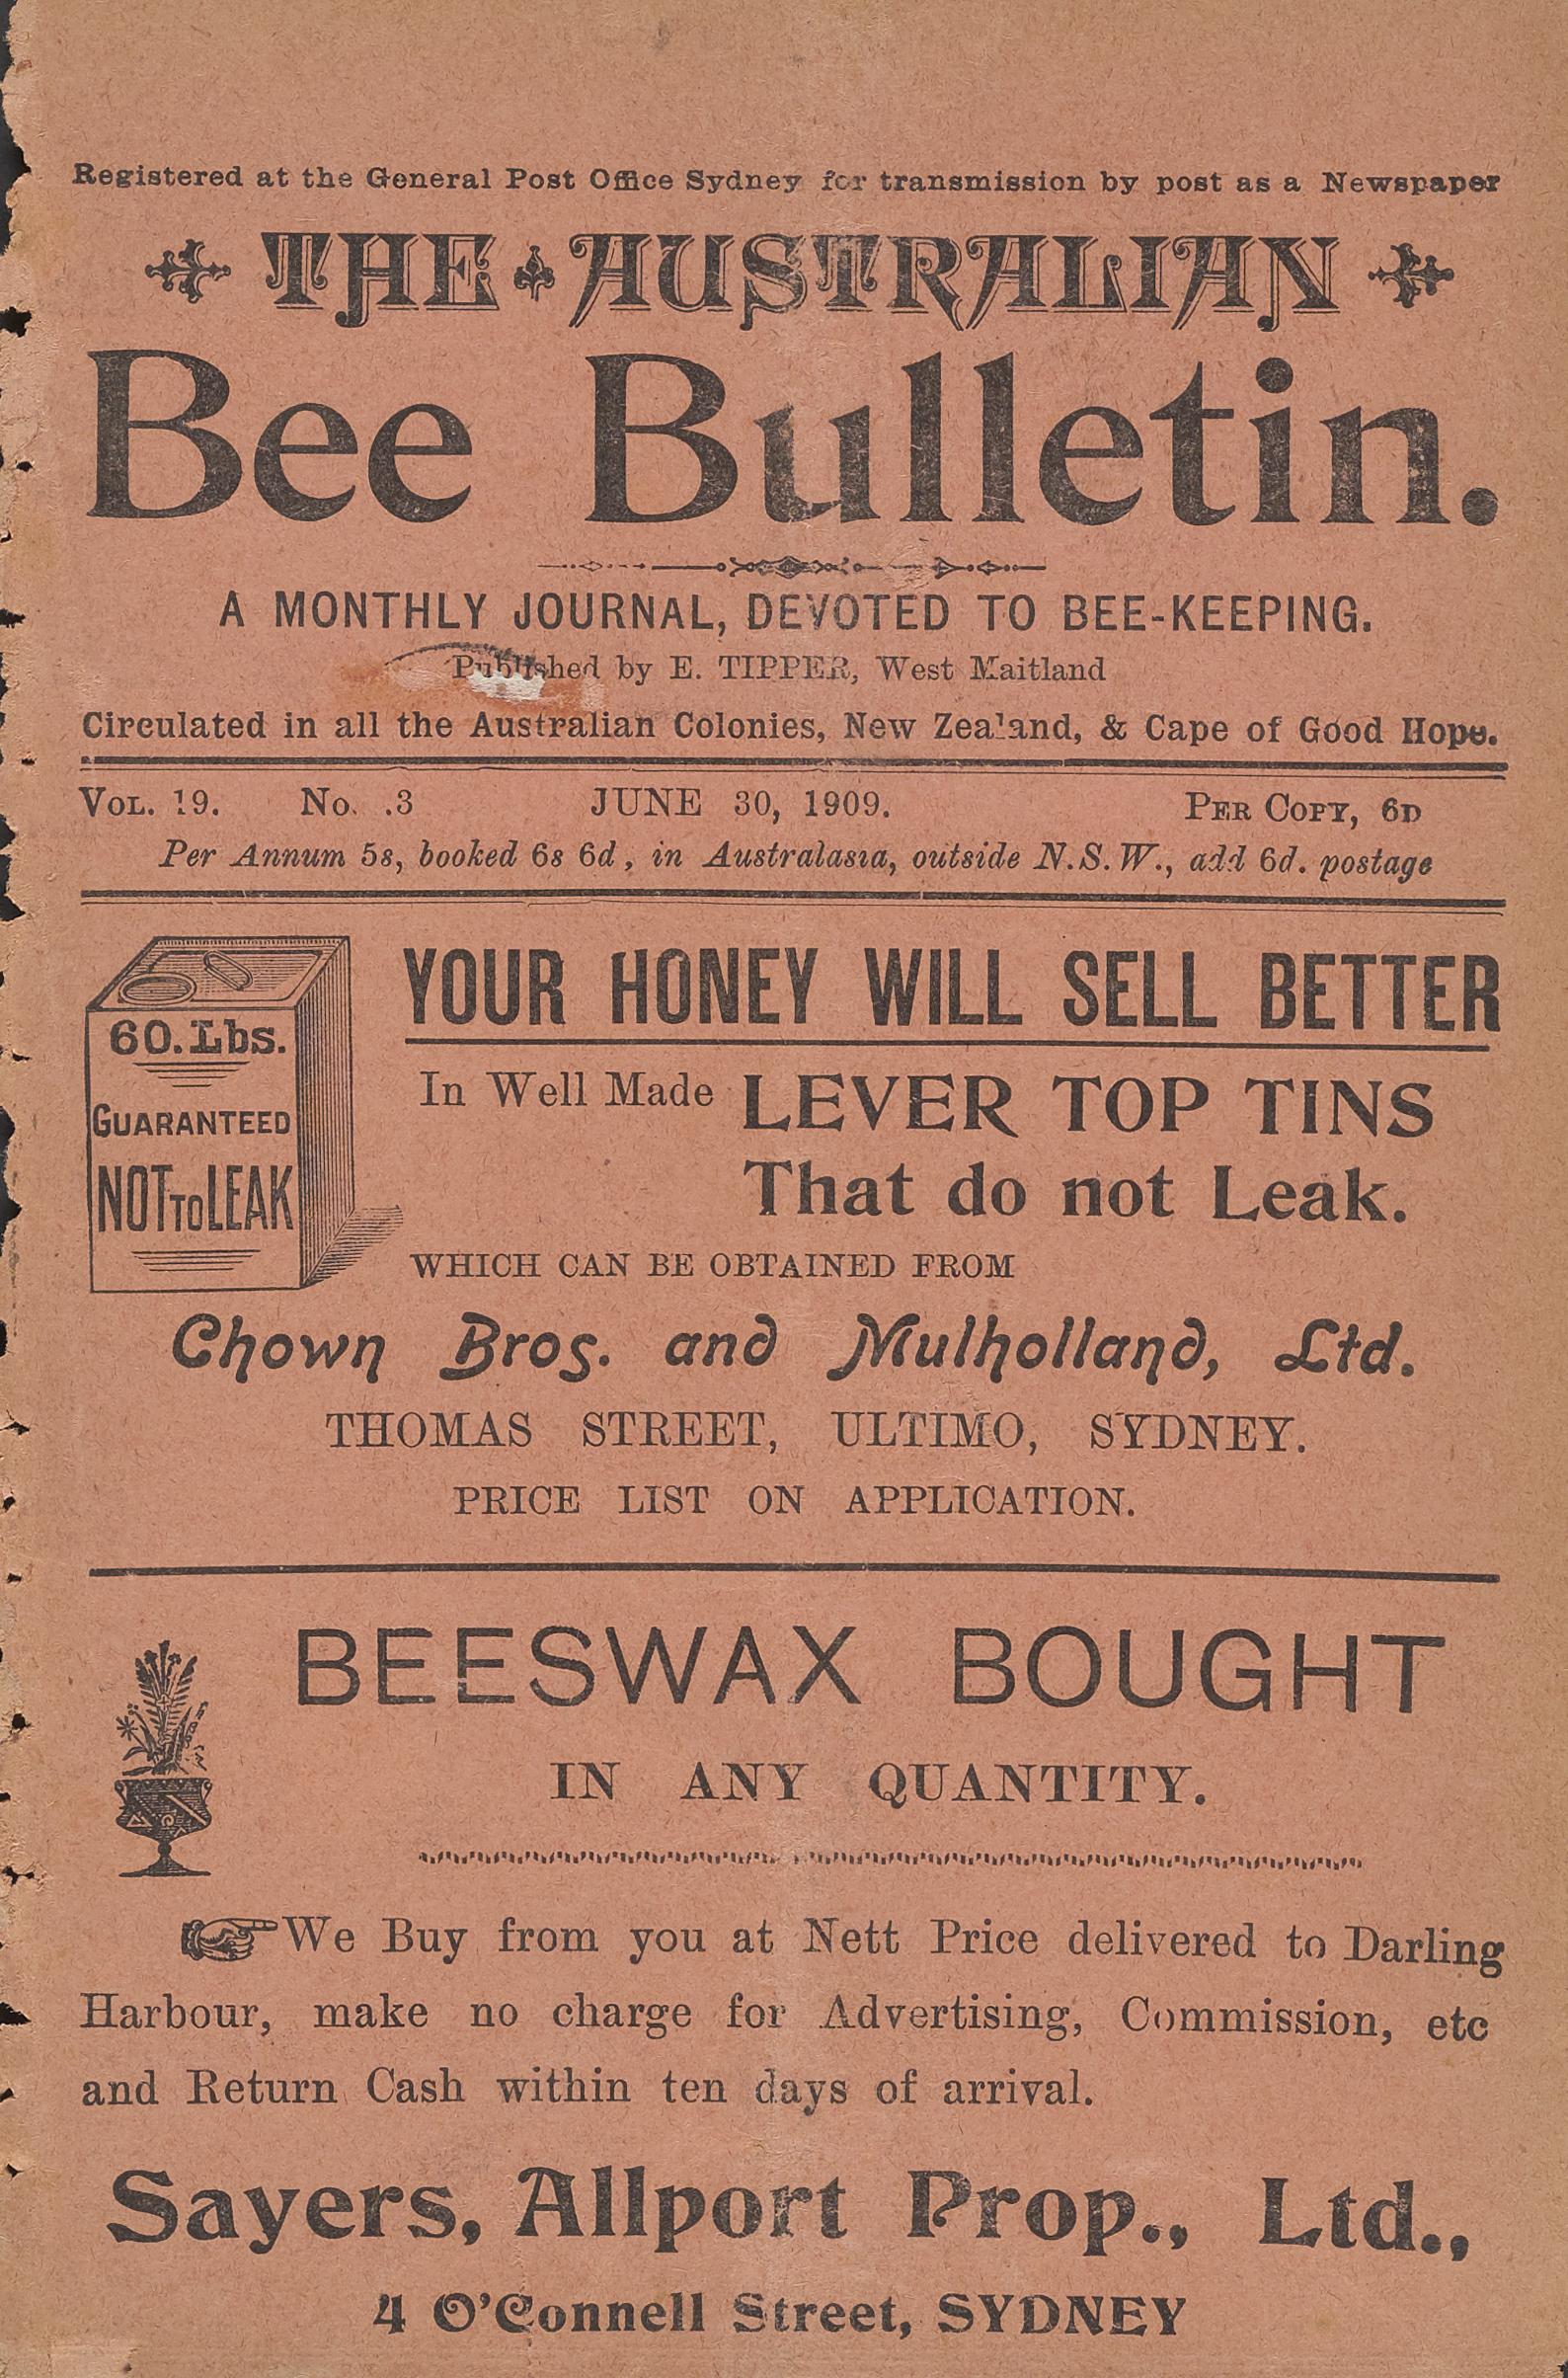 Registered at the General Post Office Sydney for transmission by post as a Newspaper
THE AUSTRALIAN
Bee Bulletin.
A MONTHLY JOURNAL, DEVOTED TO BEE-KEEPING.
Published by E. TIPPER, West Maitland
Circulated in all the Australian Colonies, New Zealand, & Cape of Good Hope.
VOL. 19. No. .3 JUNE 30, 1909. PER COPY, 6D
Per Annum 5s, booked 6s 6d, in Australasia, outside N.S.W., add 6d. postage
60. Lbs.
GUARANTEED
NOT TO LEAK
YOUR HONEY WILL SELL BETTER
In Well Made LEVER TOP TINS
That do not Leak.
WHICH CAN BE OBTAINED FROM
Chown Bros. and Mulholland, Ltd.
THOMAS STREET, ULTIMO, SYDNEY.
PRICE LIST ON APPLICATION.
BEESWAX BOUGHT
IN ANY QUANTITY.
We Buy from you at Nett Price delivered to Darling
Harbour, make no charge for Advertising, Commission, etc
and Return Cash within ten days of arrival.
Sayers, Allport Prop., Ltd.,
4 O'Connell Street, SYDNEY